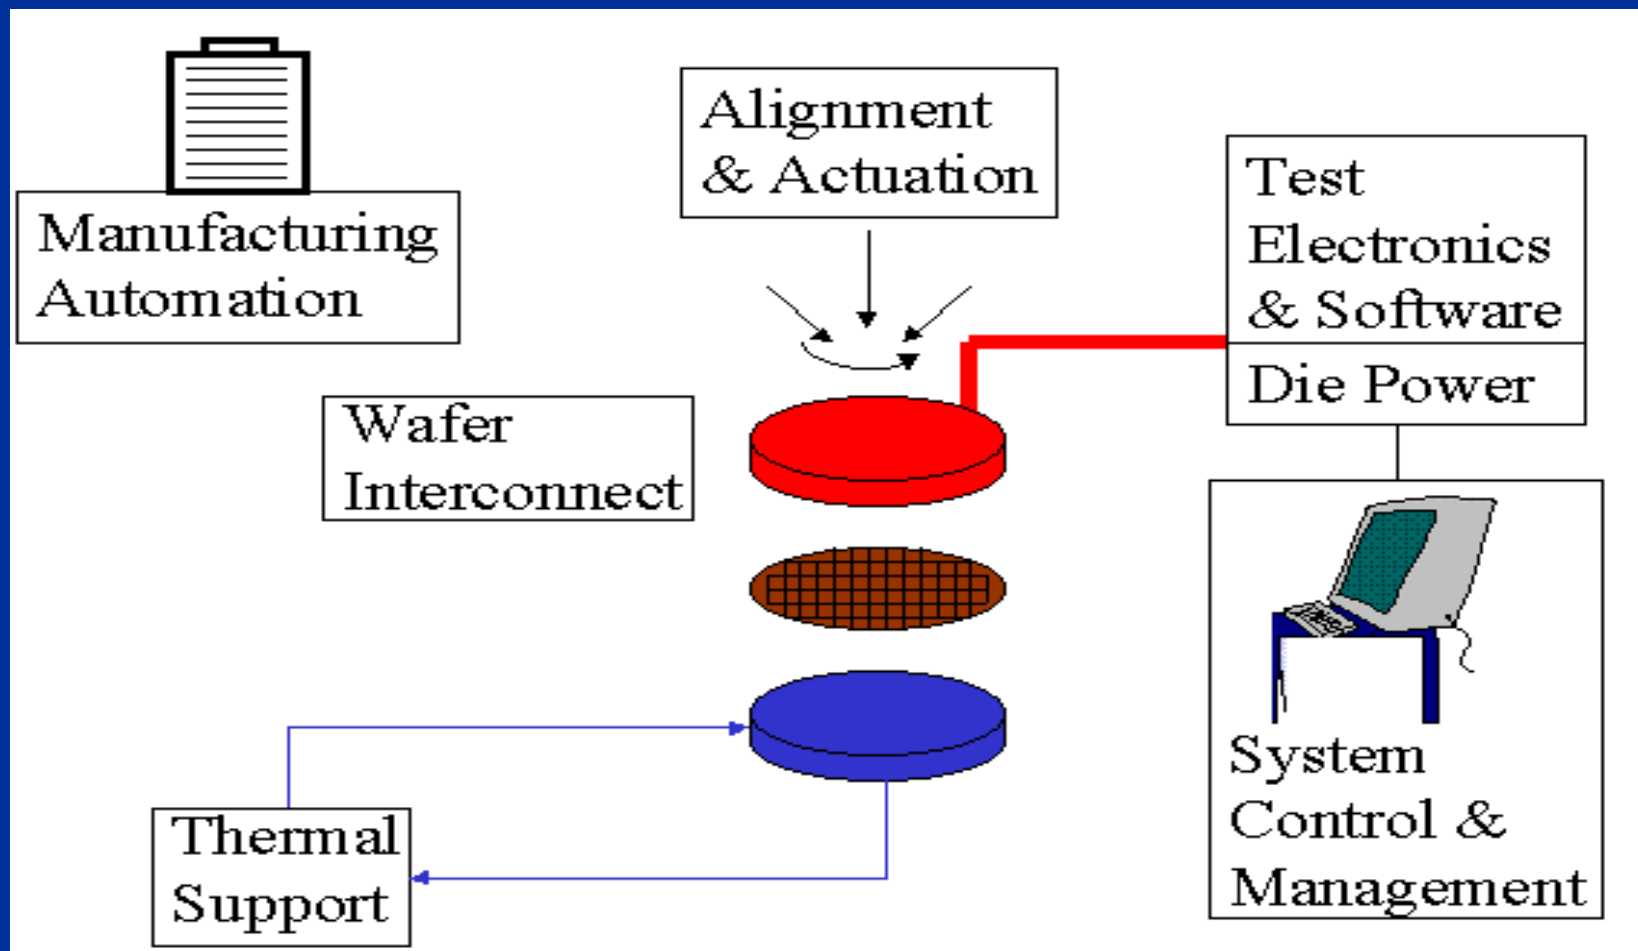 Manufacturing
Automation
Alignment
& Actuation
Test
Electronics
& Software
Die Power
Wafer
Interconnect
Thermal
Support
System
Control &
Management